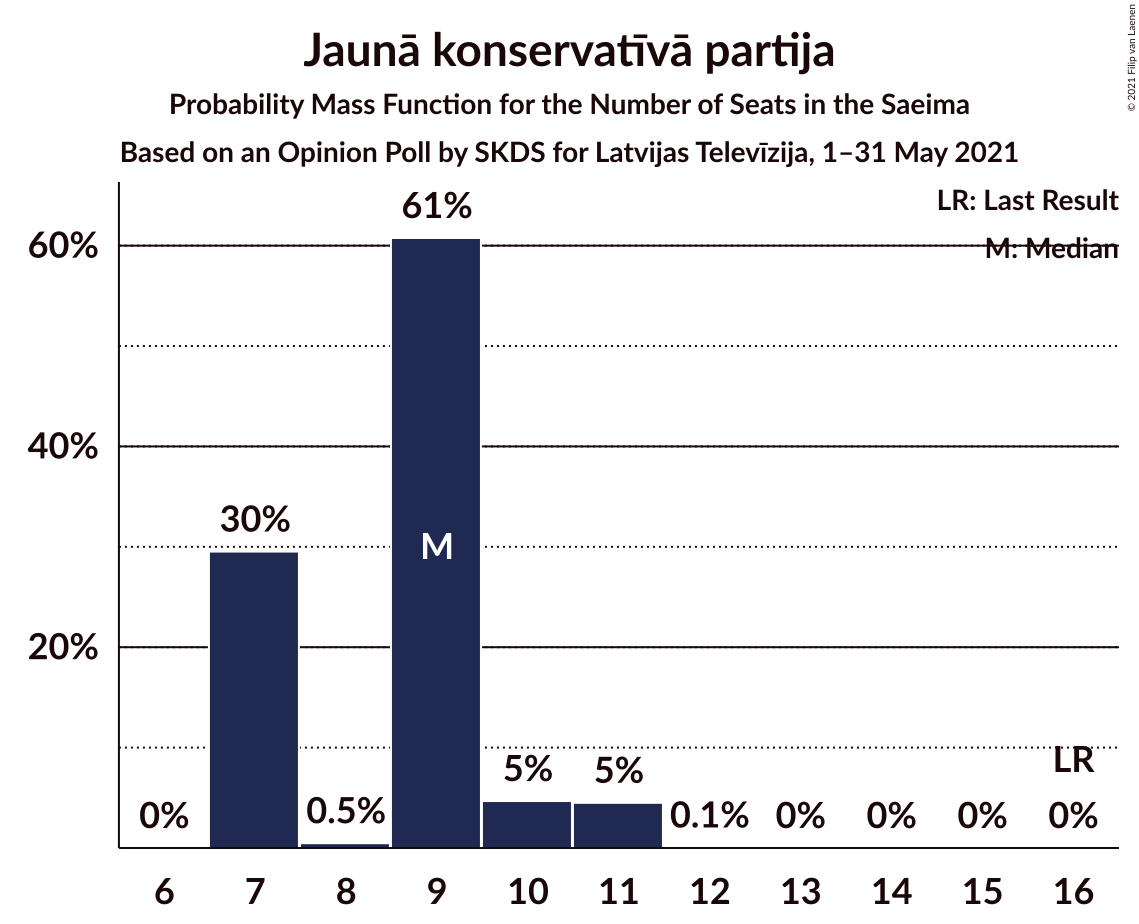 Jaunā konservatīvā partija
Probability Mass Function for the Number of Seats in the Saeima
Based on an Opinion Poll by SKDS for Latvijas Televīzija, 1–31 May 2021
© 2021 Filip van Laenen
LR: Last Result
M: Median
60%
40%
20%
61%
30%
M
5%
5%
LR
0%
0.5%
0.1%
0%
0%
0%
0%
6 7 8 9 10 11 12 13 14 15 16